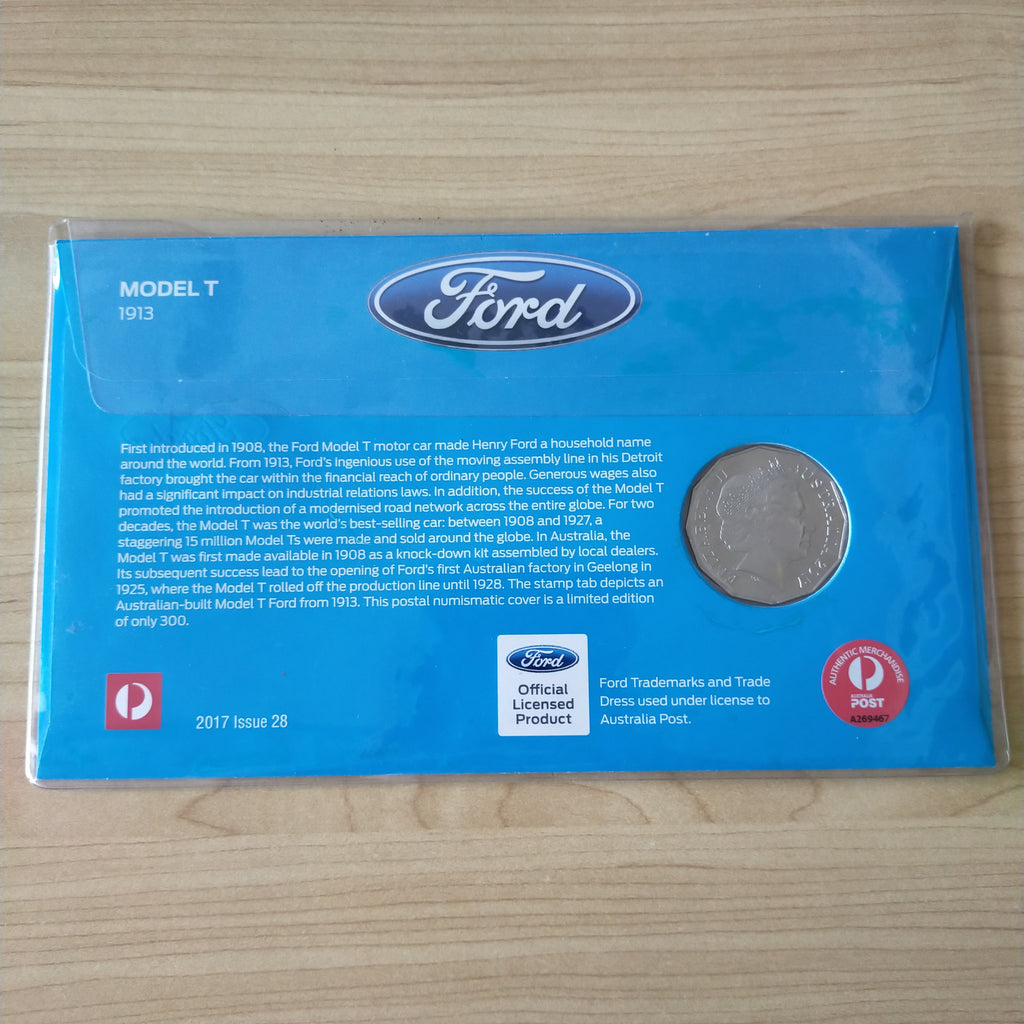 MODEL T
1913
Ford
First introduced in 1908, the Ford Model T motor car made Henry Ford a household name
around the world. From 1913, Ford's ingenious use of the moving assembly line in his Detroit
factory brought the car within the financial reach of ordinary people. Generous wages also
had a significant impact on industrial relations laws. In addition, the success of the Model T
promoted the introduction of a modernised road network across the entire globe. For two
decades, the Model T was the world's best-selling car: between 1908 and 1927, a
staggering 15 million Model Ts were made and sold around the globe. In Australia, the
Model T was first made available in 1908 as a knock-down kit assembled by local dealers.
Its subsequent success lead to the opening of Ford's first Australian factory in Geelong in
1925, where the Model T rolled off the production line until 1928. The stamp tab depicts an
Australian-built Model T Ford from 1913. This postal numismatic cover is a limited edition
of only 300.
ELIZABETH II AUSTRALIA
2017 Issue 28
Ford
Official
Licensed
Product
Ford Trademarks and Trade
Dress used under license to
Australia Post.
AUTHENTIC MERCHANDISE
AUSTRALIA
POST
A269467